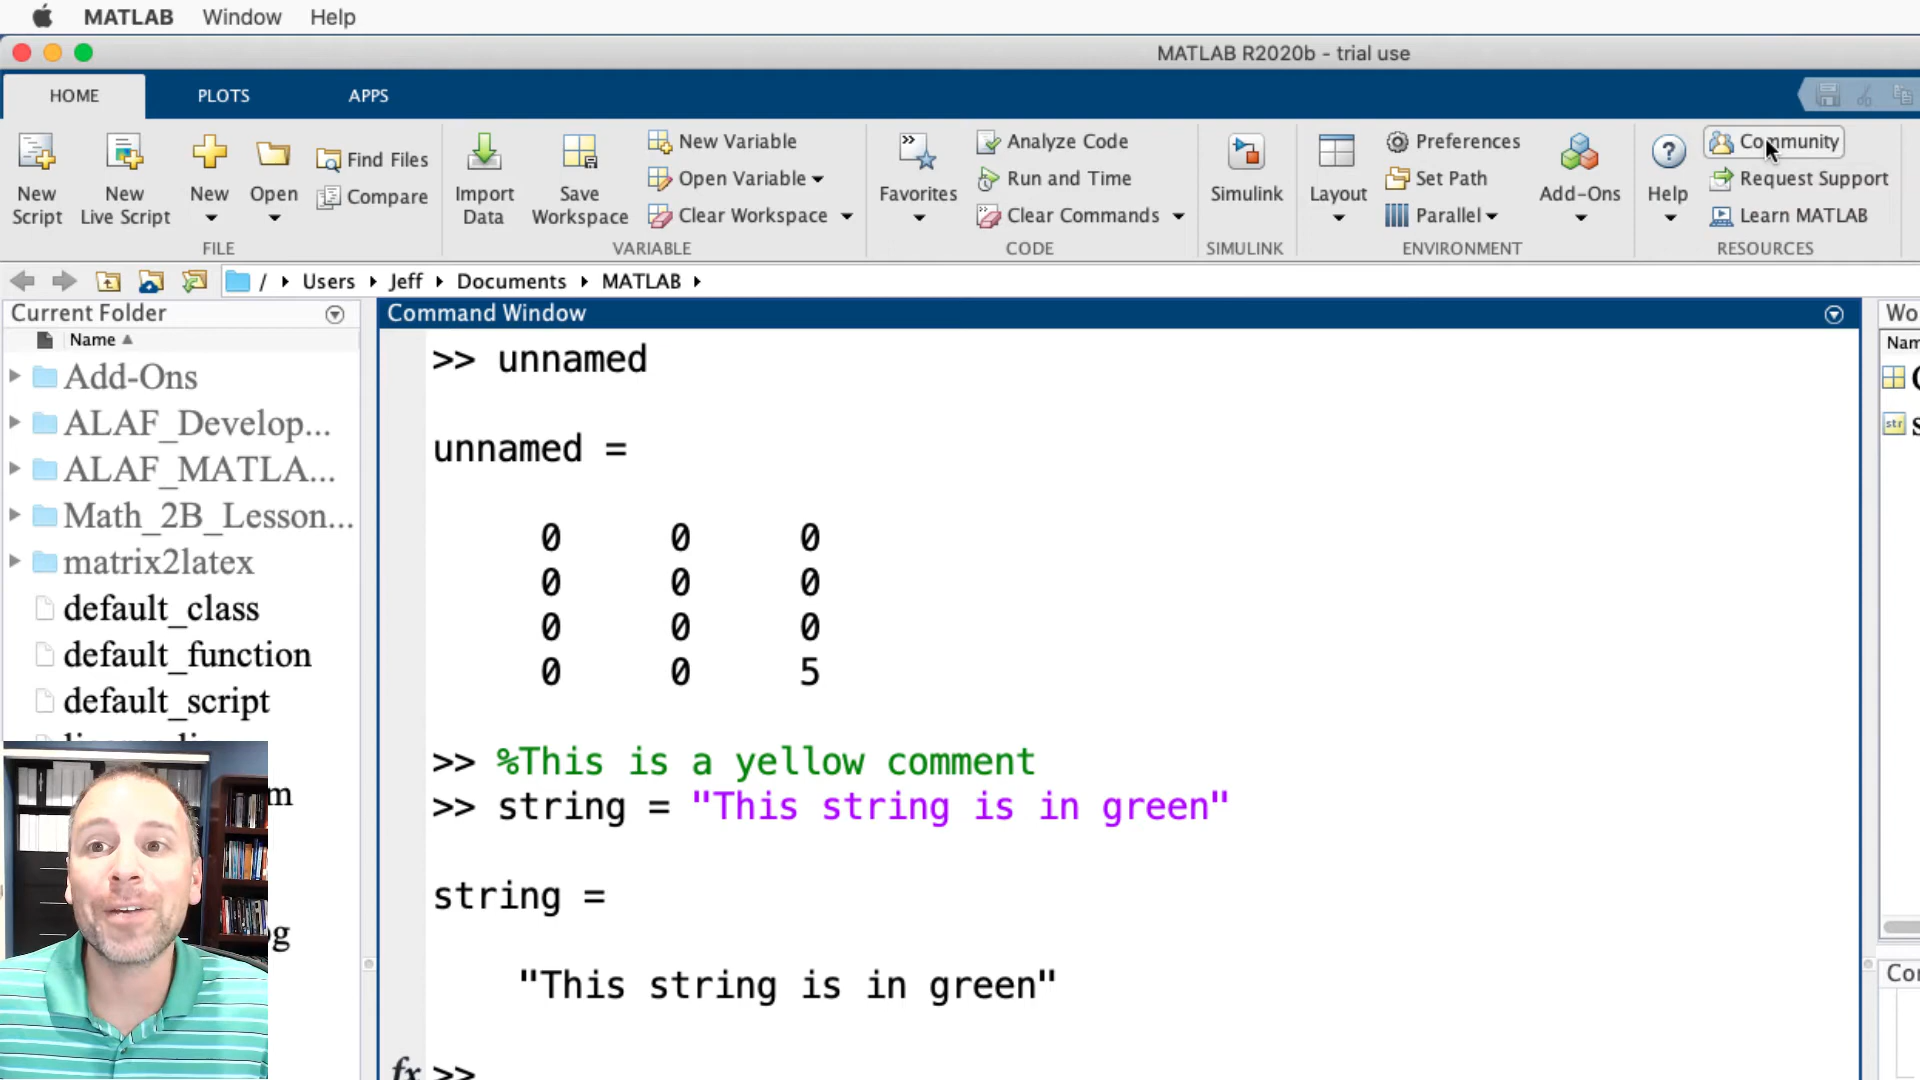 MATLAB Window Help
MATLAB R2020b - trial use
HOME PLOTS APPS
New Script
New Live Script
New
Open
Find Files
Compare
FILE
Import Data
Save Workspace
New Variable
Open Variable
Clear Workspace
VARIABLE
Favorites
Analyze Code
Run and Time
Clear Commands
CODE
Simulink
SIMULINK
Layout
Preferences
Set Path
Parallel
ENVIRONMENT
Add-Ons
Help
Community
Request Support
Learn MATLAB
RESOURCES
/ Users Jeff Documents MATLAB
Current Folder
Name
Add-Ons
ALAF_Develop...
ALAF_MATLA...
Math_2B_Lesson...
matrix2latex
default_class
default_function
default_script
Command Window
>> unnamed
unnamed =
0 0 0
0 0 0
0 0 0
0 0 5
>> %This is a yellow comment
>> string = "This string is in green"
string =
"This string is in green"
fx >>
Wo
Nam
str s
Co